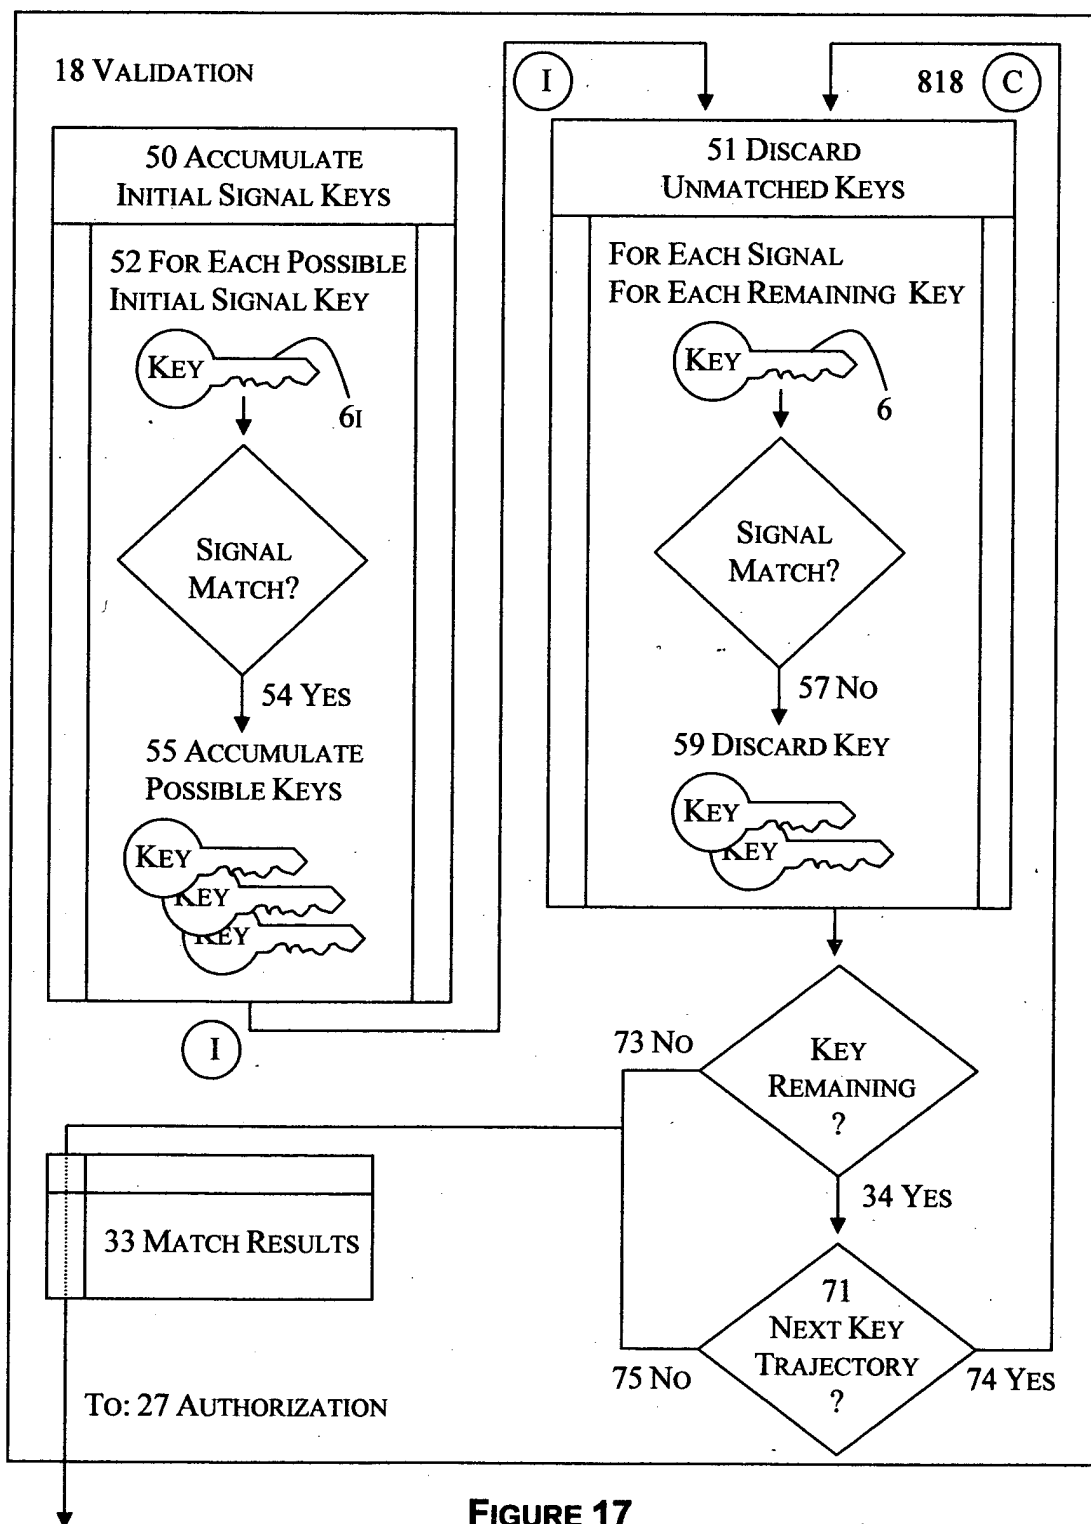 18 VALIDATION
I
818 C
50 ACCUMULATE
INITIAL SIGNAL KEYS
52 FOR EACH POSSIBLE
INITIAL SIGNAL KEY
KEY
6I
SIGNAL
MATCH?
54 YES
55 ACCUMULATE
POSSIBLE KEYS
KEY
KEY
KEY
I
51 DISCARD
UNMATCHED KEYS
FOR EACH SIGNAL
FOR EACH REMAINING KEY
KEY
6
SIGNAL
MATCH?
57 NO
59 DISCARD KEY
KEY
KEY
73 NO
KEY
REMAINING
?
34 YES
33 MATCH RESULTS
71
NEXT KEY
TRAJECTORY
?
75 NO
74 YES
TO: 27 AUTHORIZATION
FIGURE 17